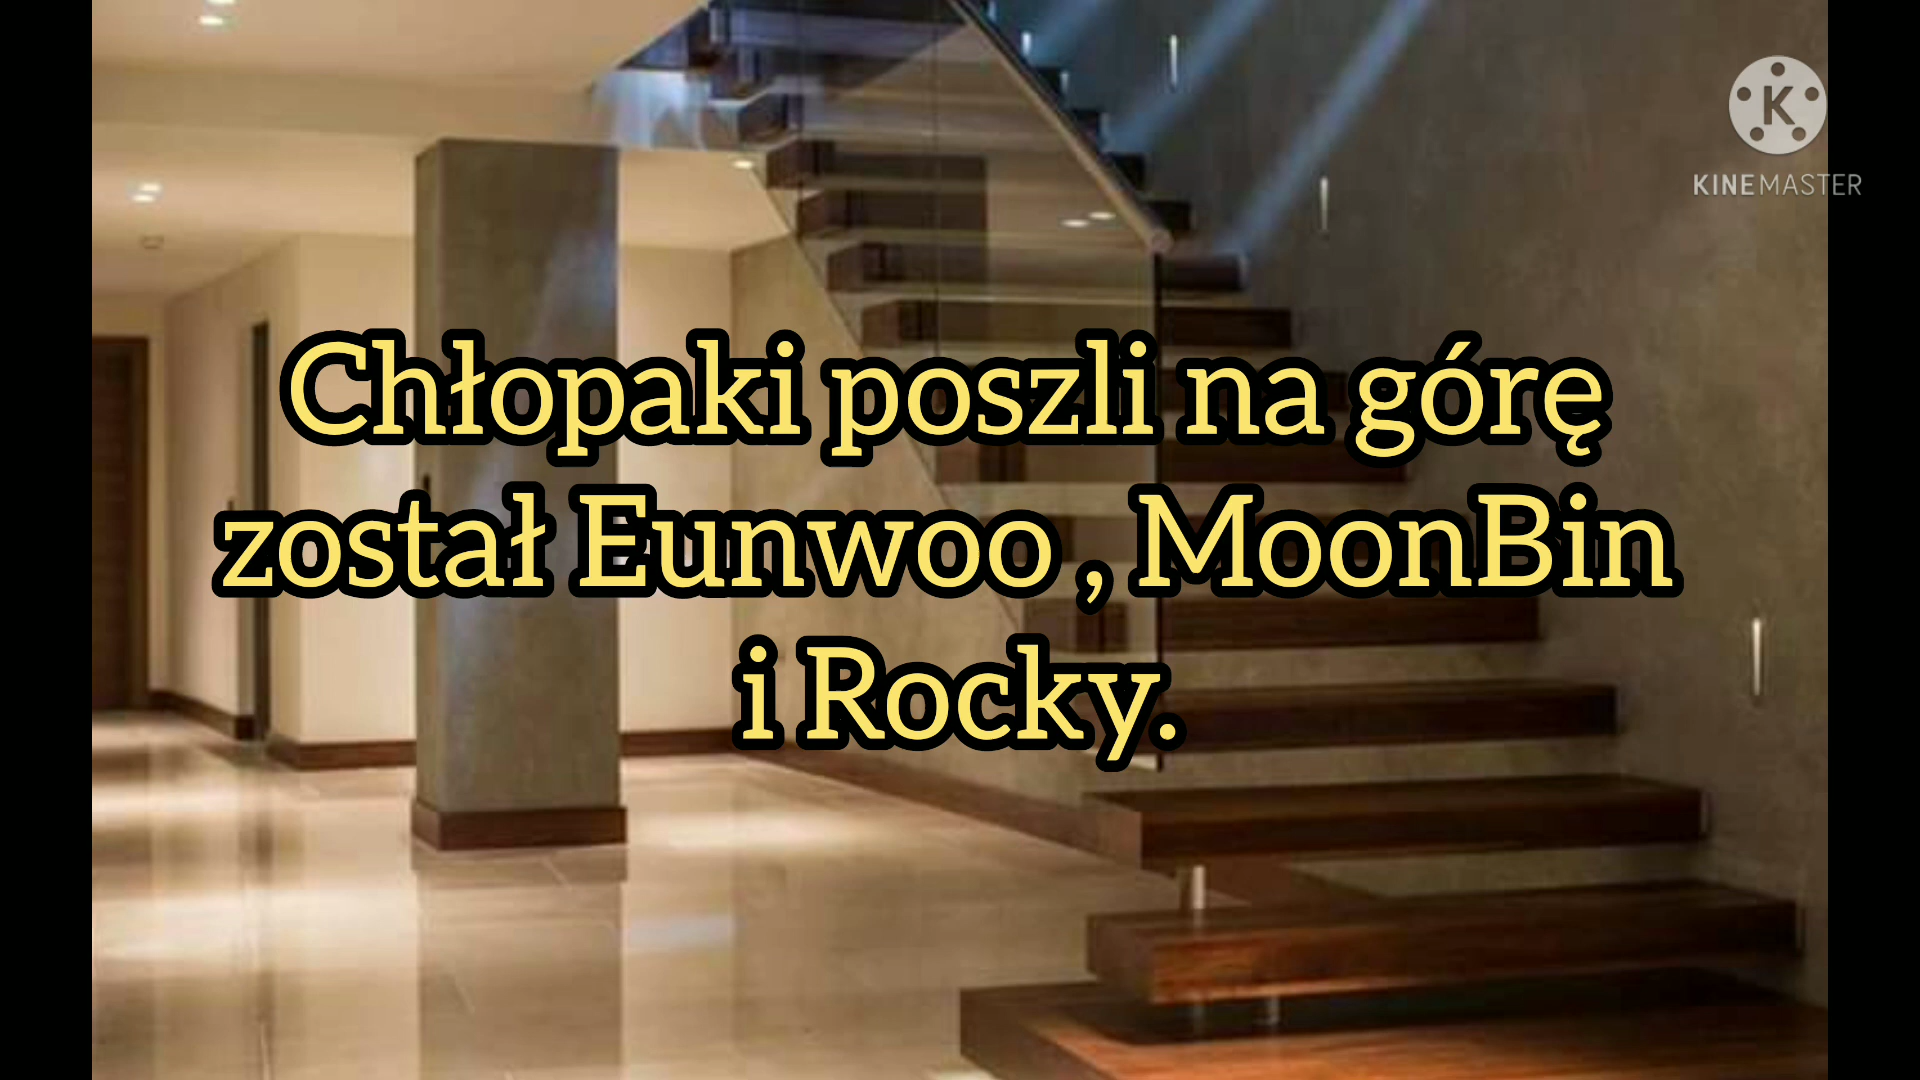 K
KINEMASTER
Chłopaki poszli na górę
został Eunwoo , MoonBin
i Rocky.